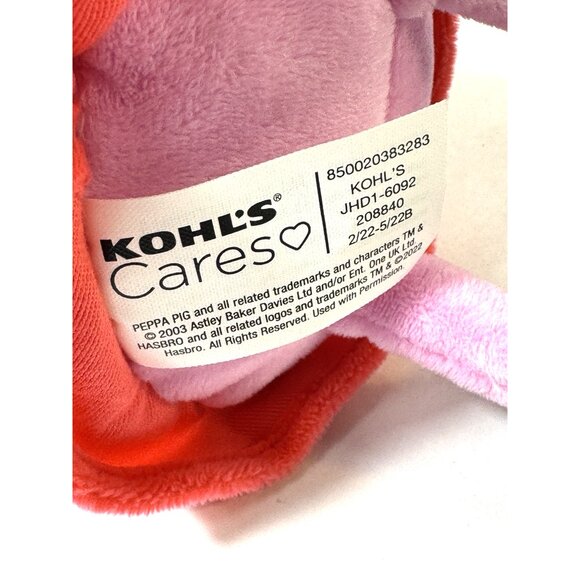 KOHL'S®
Cares♡
850020383283
KOHL'S
JHD1-6092
208840
2/22-5/22B
PEPPA PIG and all related trademarks and characters TM &
© 2003 Astley Baker Davies Ltd and/or Ent. One UK Ltd.
HASBRO and all related logos and trademarks TM & ©2022
Hasbro. All Rights Reserved. Used with Permission.